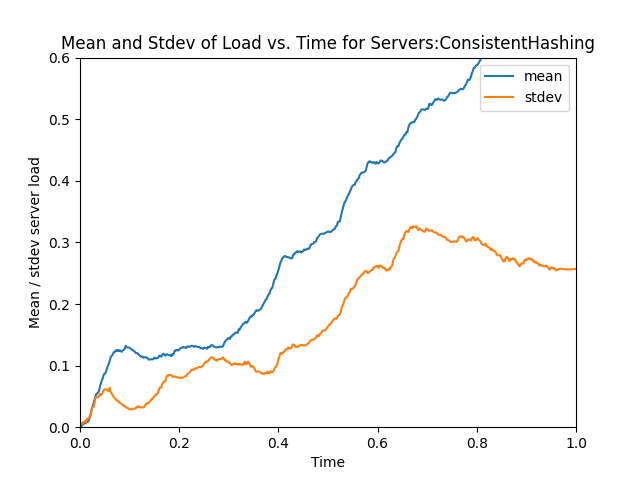 Mean and Stdev of Load vs. Time for Servers:ConsistentHashing
mean
stdev
Mean / stdev server load
0.6
0.5
0.4
0.3
0.2
0.1
0.0
0.0 0.2 0.4 0.6 0.8 1.0
Time